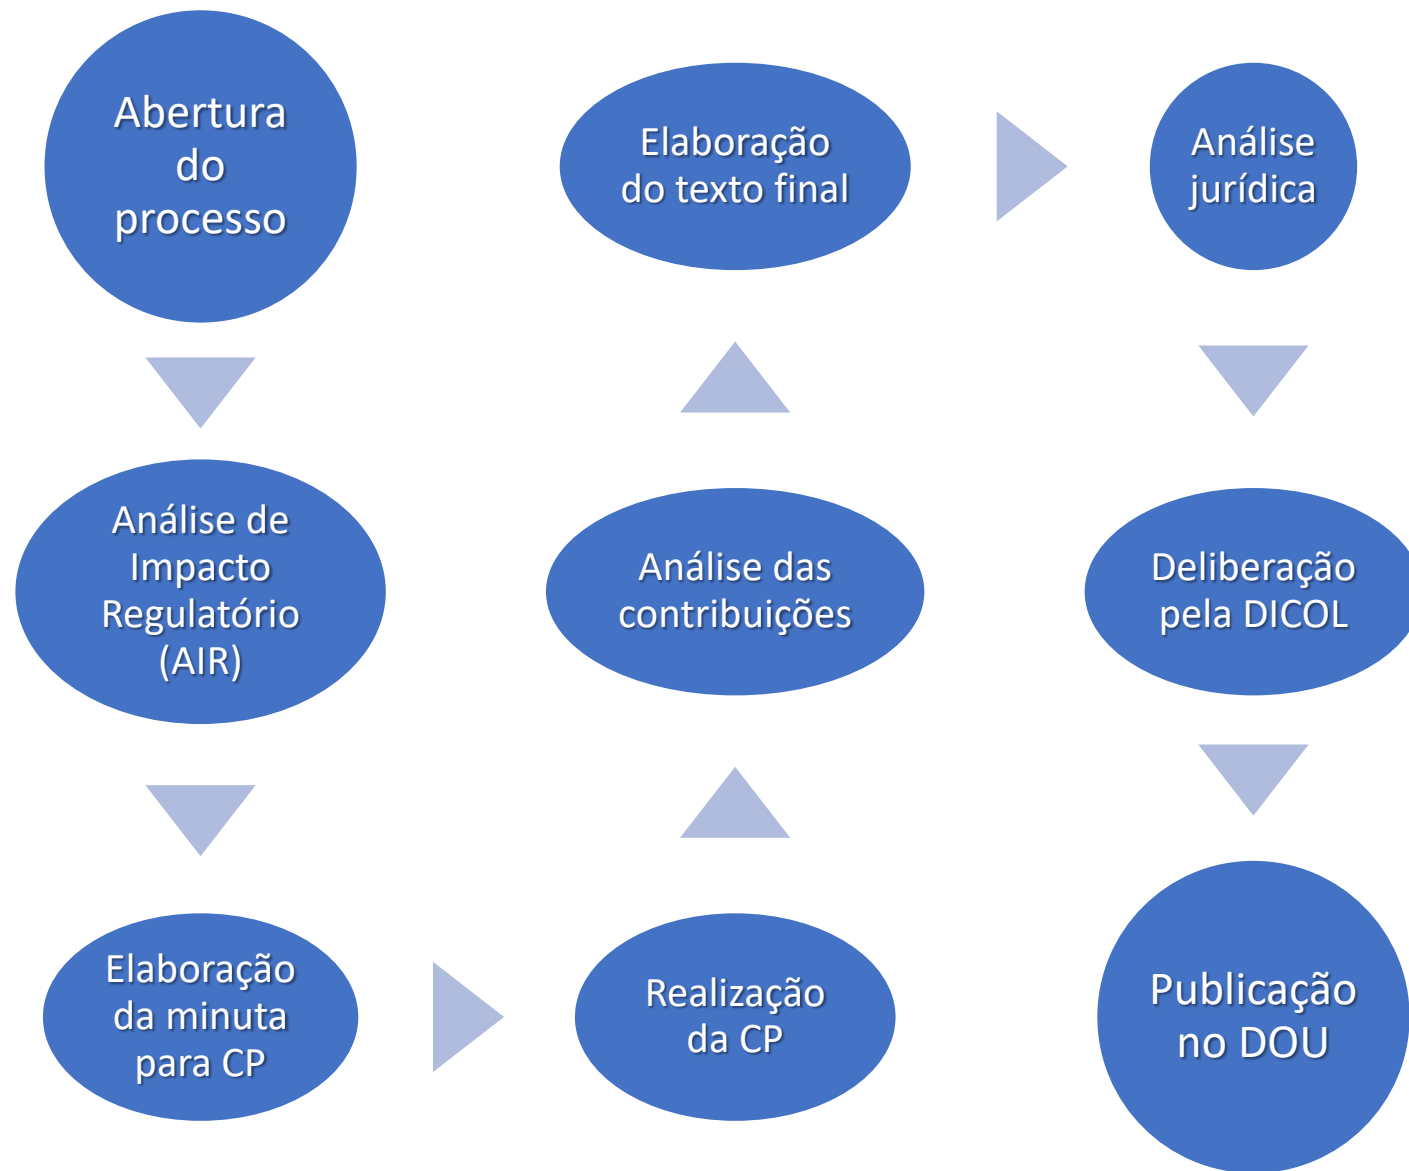 Abertura
do
processo
Análise de
Impacto
Regulatório
(AIR)
Elaboração
da minuta
para CP
Realização
da CP
Análise das
contribuições
Elaboração
do texto final
Análise
jurídica
Deliberação
pela DICOL
Publicação
no DOU